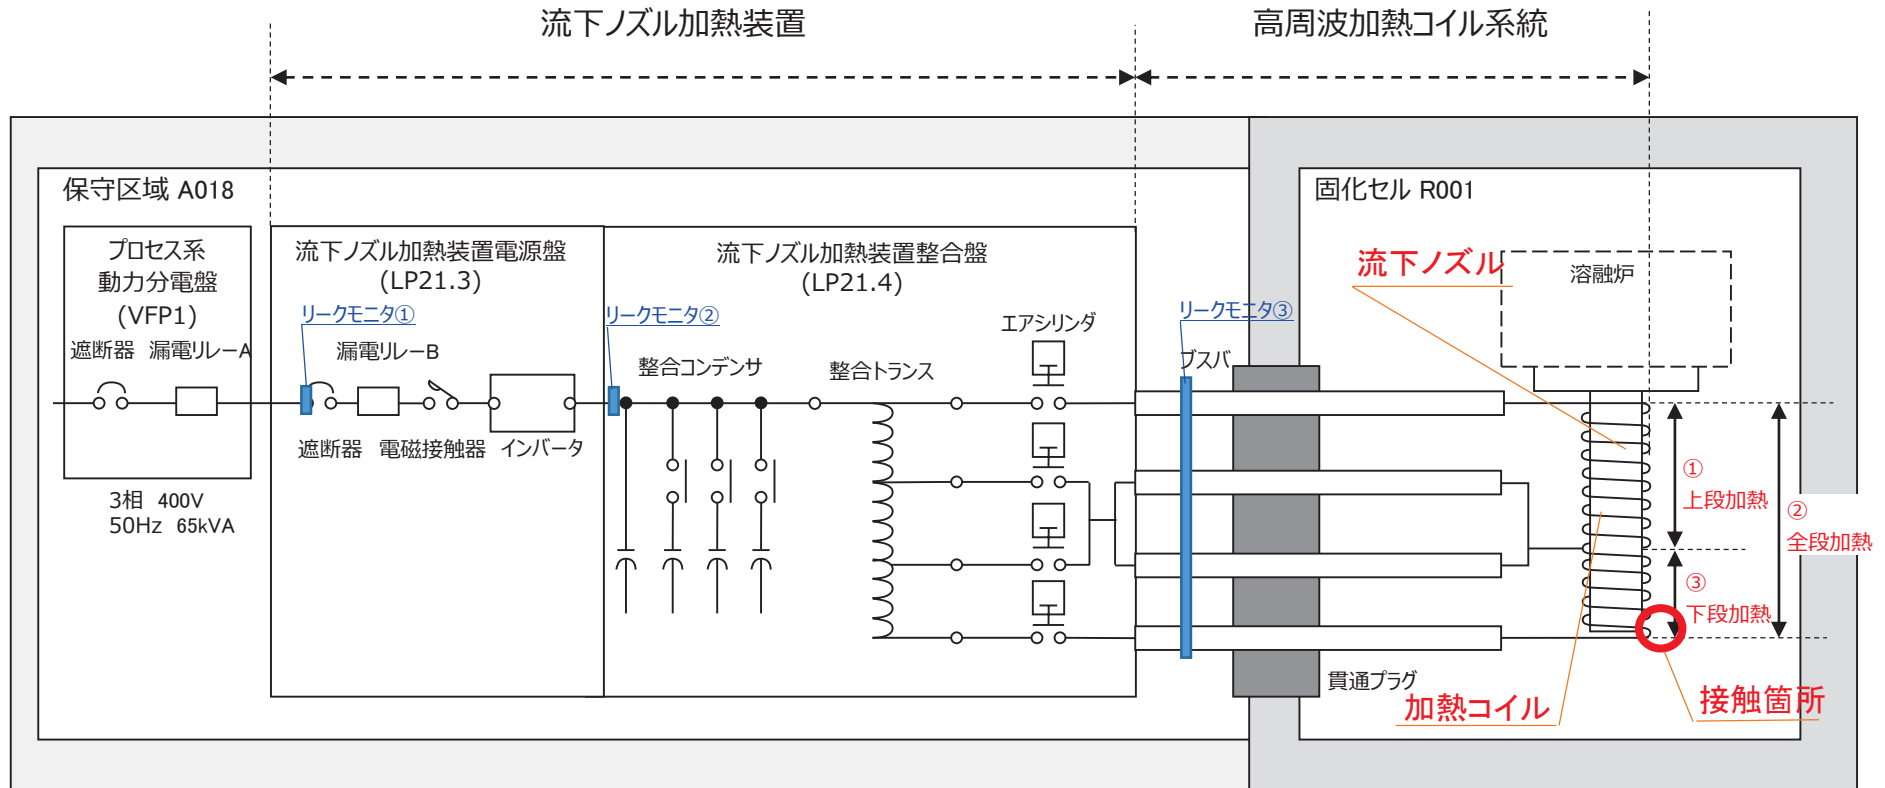 流下ノズル加熱装置
高周波加熱コイル系統
保守区域 A018
固化セル R001
プロセス系
動力分電盤
(VFP1)
遮断器 漏電リレーA
3相 400V
50Hz 65kVA
流下ノズル加熱装置電源盤
(LP21.3)
リークモニタ①
漏電リレーB
遮断器 電磁接触器 インバータ
流下ノズル加熱装置整合盤
(LP21.4)
リークモニタ②
整合コンデンサ
整合トランス
エアシリンダ
リークモニタ③
ブスバ
貫通プラグ
流下ノズル
溶融炉
①
上段加熱
②
全段加熱
③
下段加熱
加熱コイル
接触箇所